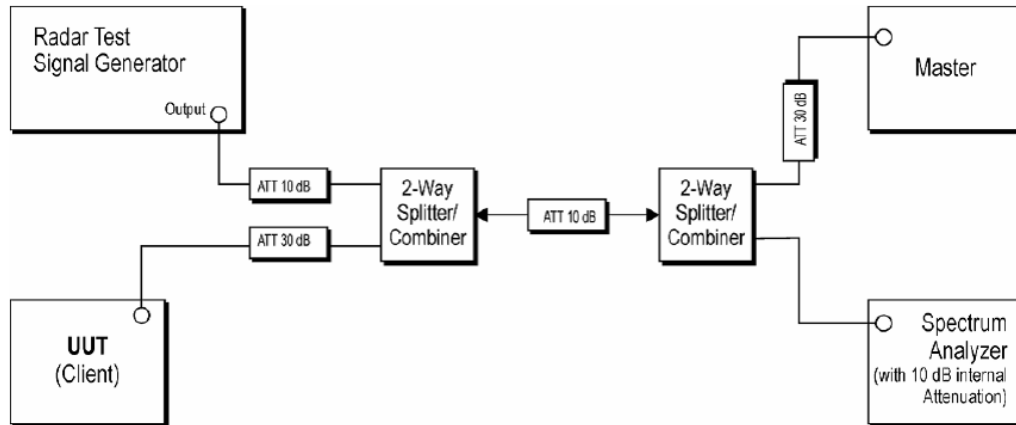 Radar Test
Signal Generator
Output
ATT 10 dB
ATT 30 dB
2-Way
Splitter/
Combiner
ATT 10 dB
2-Way
Splitter/
Combiner
ATT 30 dB
Master
UUT
(Client)
Spectrum
Analyzer
(with 10 dB internal
Attenuation)